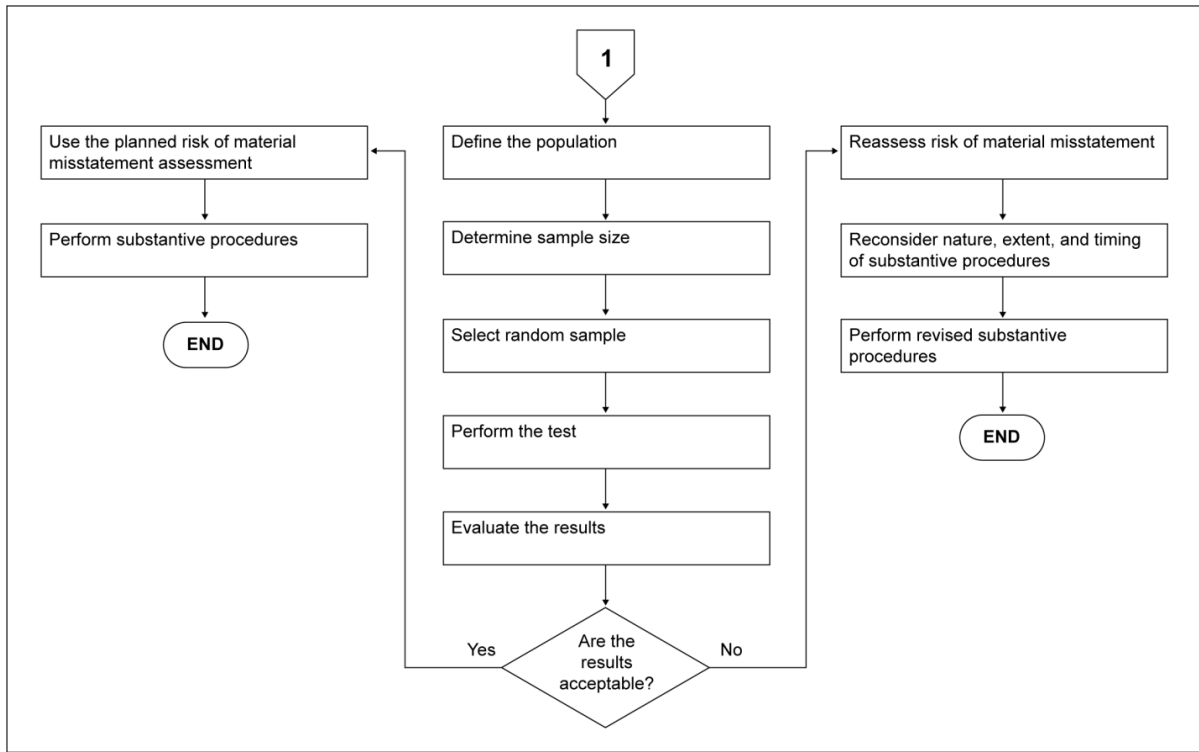 1
Define the population
Determine sample size
Select random sample
Perform the test
Evaluate the results
Are the
results
acceptable?
Yes
Use the planned risk of material
misstatement assessment
Perform substantive procedures
END
No
Reassess risk of material misstatement
Reconsider nature, extent, and timing
of substantive procedures
Perform revised substantive
procedures
END